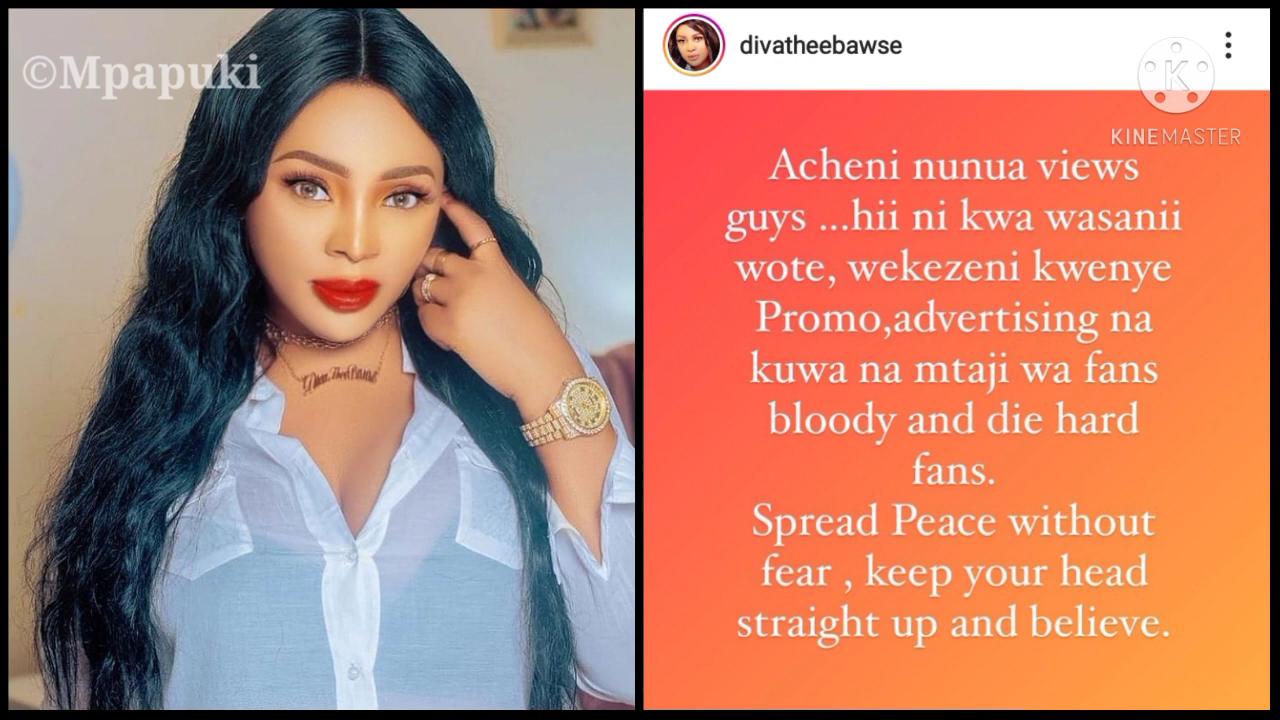 ©Mpapuki
divatheebawse
KINEMASTER
Acheni nunua views
guys ...hii ni kwa wasanii
wote, wekezeni kwenye
Promo,advertising na
kuwa na mtaji wa fans
bloody and die hard
fans.
Spread Peace without
fear , keep your head
straight up and believe.